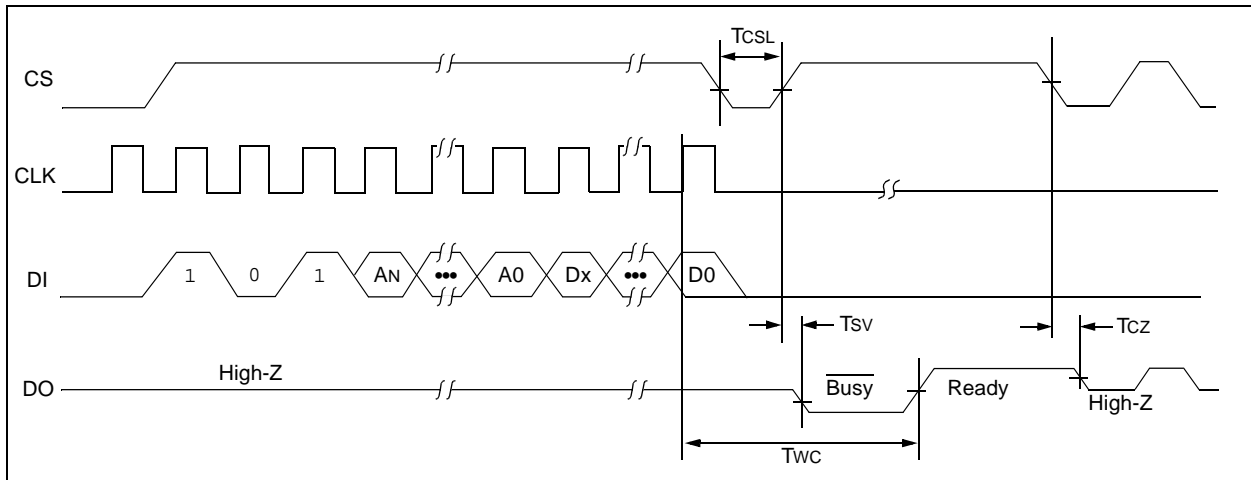 TCSL
CS
CLK
DI 1 0 1 AN ••• A0 Dx ••• D0
TSV TCZ
High-Z
DO Busy Ready High-Z
TWC